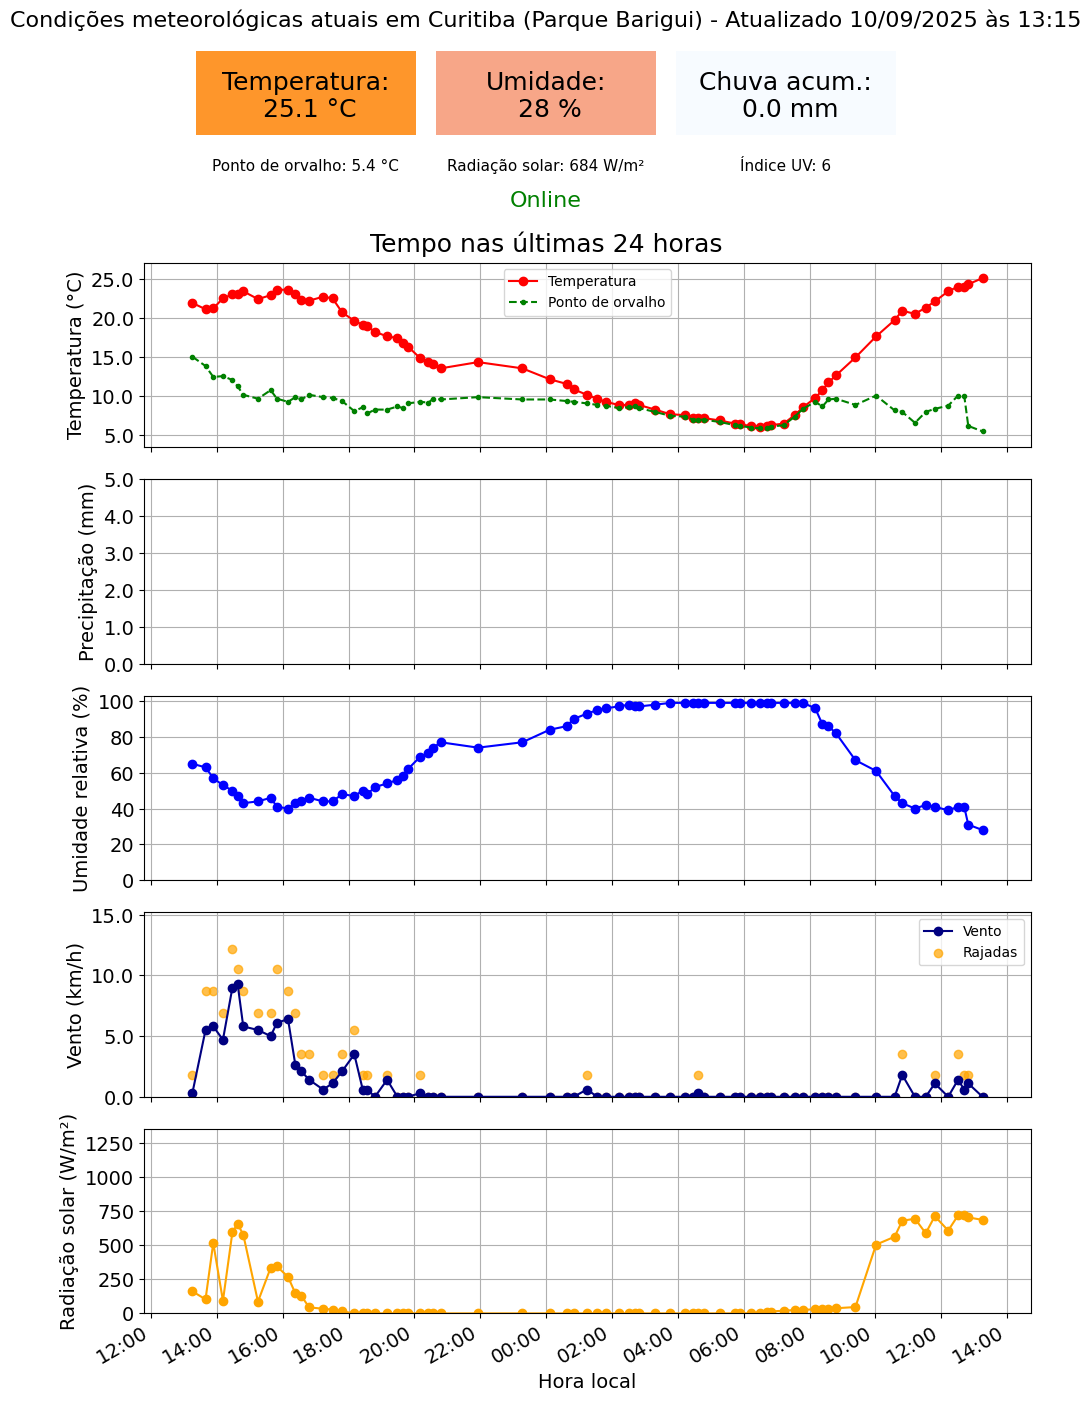 Condições meteorológicas atuais em Curitiba (Parque Barigui) - Atualizado 10/09/2025 às 13:15
Temperatura:
25.1 °C
Umidade:
28 %
Chuva acum.:
0.0 mm
Ponto de orvalho: 5.4 °C
Radiação solar: 684 W/m²
Índice UV: 6
Online
Tempo nas últimas 24 horas
Temperatura (°C)
25.0
20.0
15.0
10.0
5.0
Temperatura
Ponto de orvalho
Precipitação (mm)
5.0
4.0
3.0
2.0
1.0
0.0
Umidade relativa (%)
100
80
60
40
20
0
Vento (km/h)
15.0
10.0
5.0
0.0
Vento
Rajadas
Radiação solar (W/m²)
1250
1000
750
500
250
0
12:00
14:00
16:00
18:00
20:00
22:00
00:00
02:00
04:00
06:00
08:00
10:00
12:00
14:00
Hora local